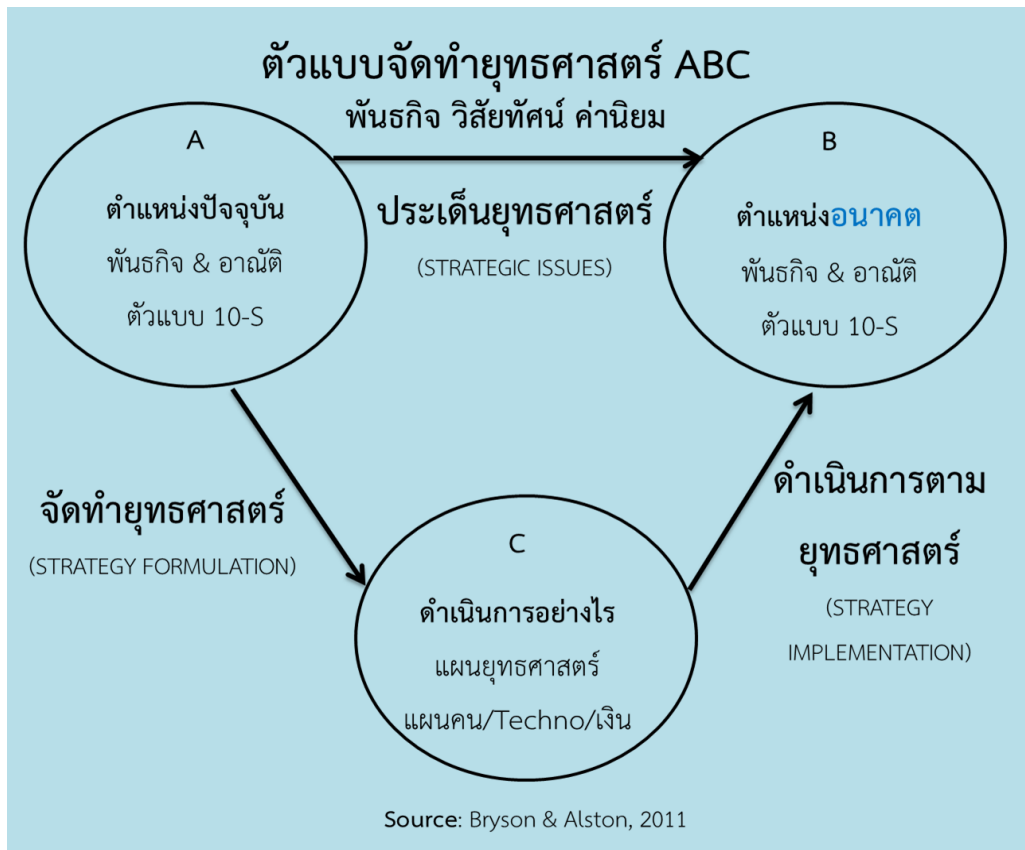 ตัวแบบจัดทำยุทธศาสตร์ ABC
พันธกิจ วิสัยทัศน์ ค่านิยม
A
ตำแหน่งปัจจุบัน
พันธกิจ & อาณัติ
ตัวแบบ 10-S
ประเด็นยุทธศาสตร์
(STRATEGIC ISSUES)
B
ตำแหน่งอนาคต
พันธกิจ & อาณัติ
ตัวแบบ 10-S
จัดทำยุทธศาสตร์
(STRATEGY FORMULATION)
C
ดำเนินการอย่างไร
แผนยุทธศาสตร์
แผนคน/Techno/เงิน
ดำเนินการตาม
ยุทธศาสตร์
(STRATEGY
IMPLEMENTATION)
Source: Bryson & Alston, 2011